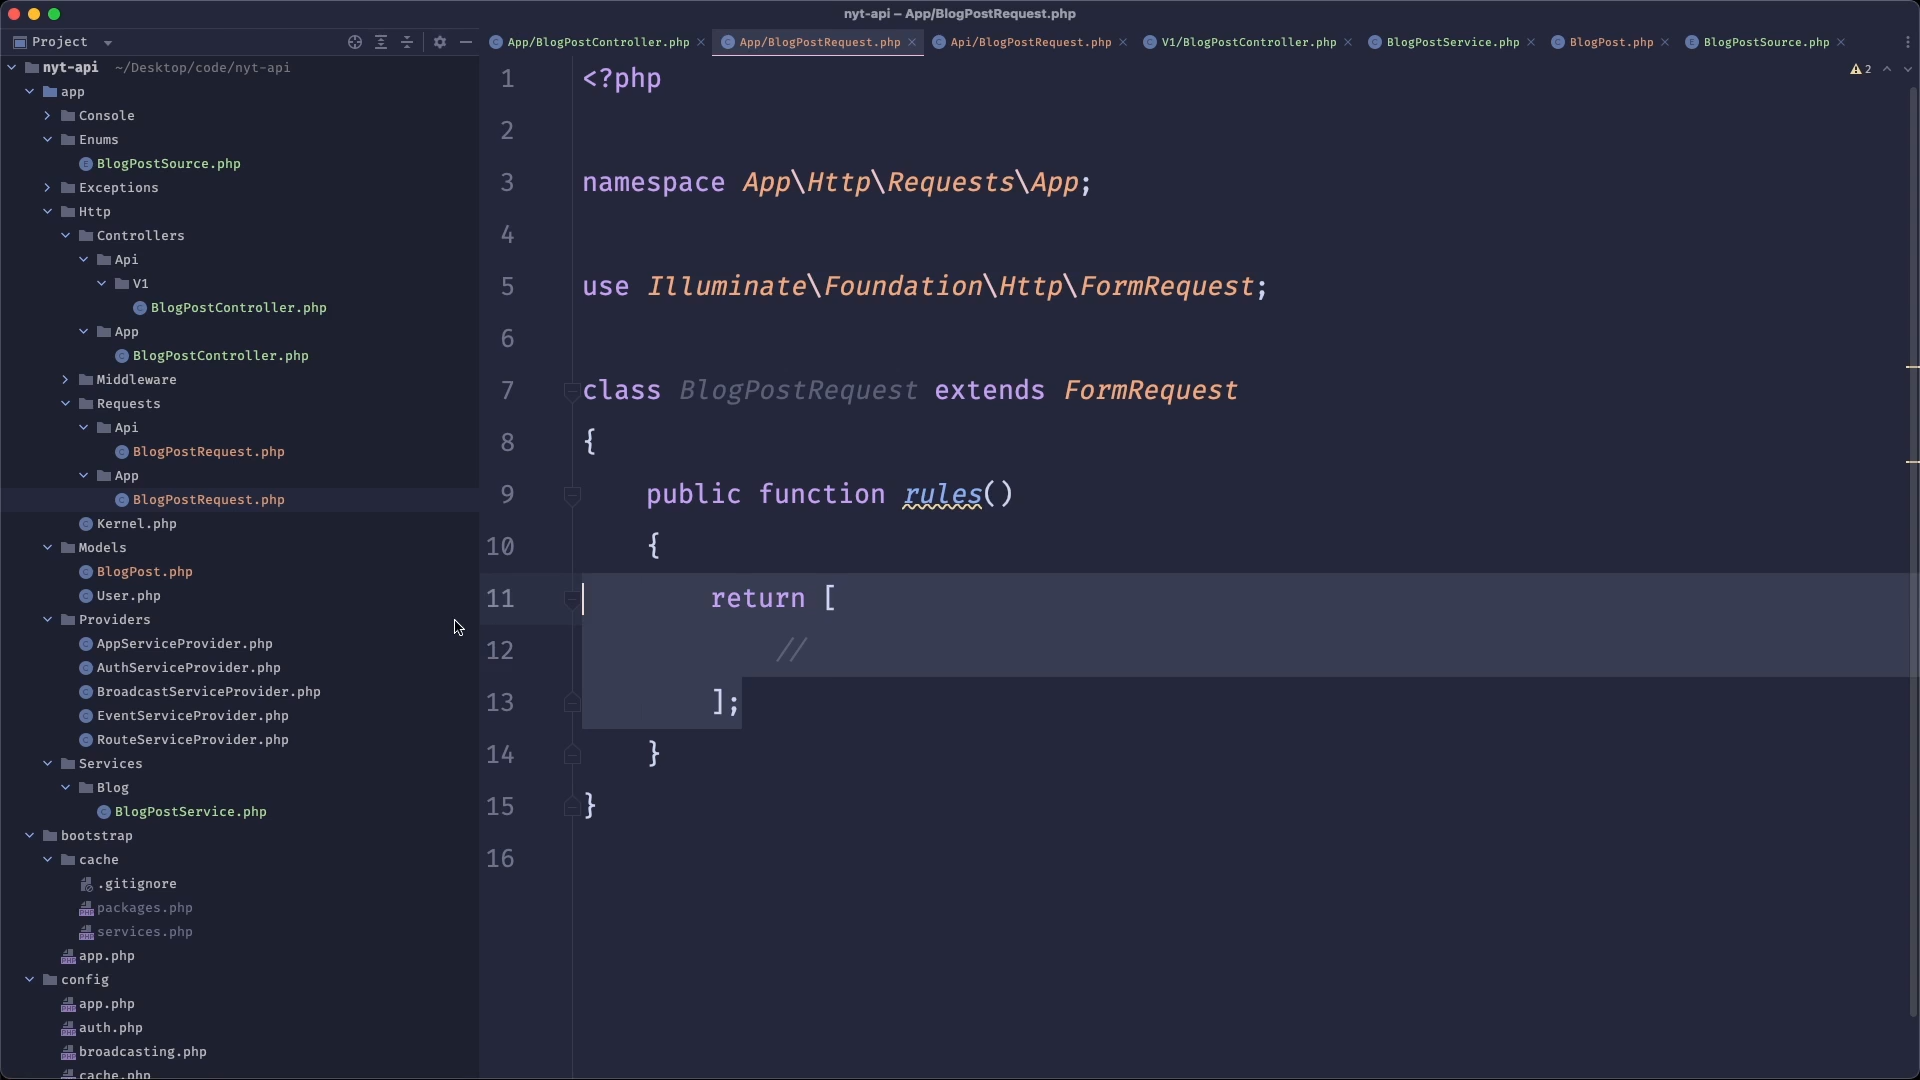 nyt-api – App/BlogPostRequest.php
Project
App/BlogPostController.php
App/BlogPostRequest.php
Api/BlogPostRequest.php
V1/BlogPostController.php
BlogPostService.php
BlogPost.php
BlogPostSource.php
nyt-api ~/Desktop/code/nyt-api
app
Console
Enums
BlogPostSource.php
Exceptions
Http
Controllers
Api
V1
BlogPostController.php
App
BlogPostController.php
Middleware
Requests
Api
BlogPostRequest.php
App
BlogPostRequest.php
Kernel.php
Models
BlogPost.php
User.php
Providers
AppServiceProvider.php
AuthServiceProvider.php
BroadcastServiceProvider.php
EventServiceProvider.php
RouteServiceProvider.php
Services
Blog
BlogPostService.php
bootstrap
cache
.gitignore
packages.php
services.php
app.php
config
app.php
auth.php
broadcasting.php
cache.php
2
1 <?php
2
3 namespace App\Http\Requests\App;
4
5 use Illuminate\Foundation\Http\FormRequest;
6
7 class BlogPostRequest extends FormRequest
8 {
9 public function rules()
10 {
11 return [
12 //
13 ];
14 }
15 }
16